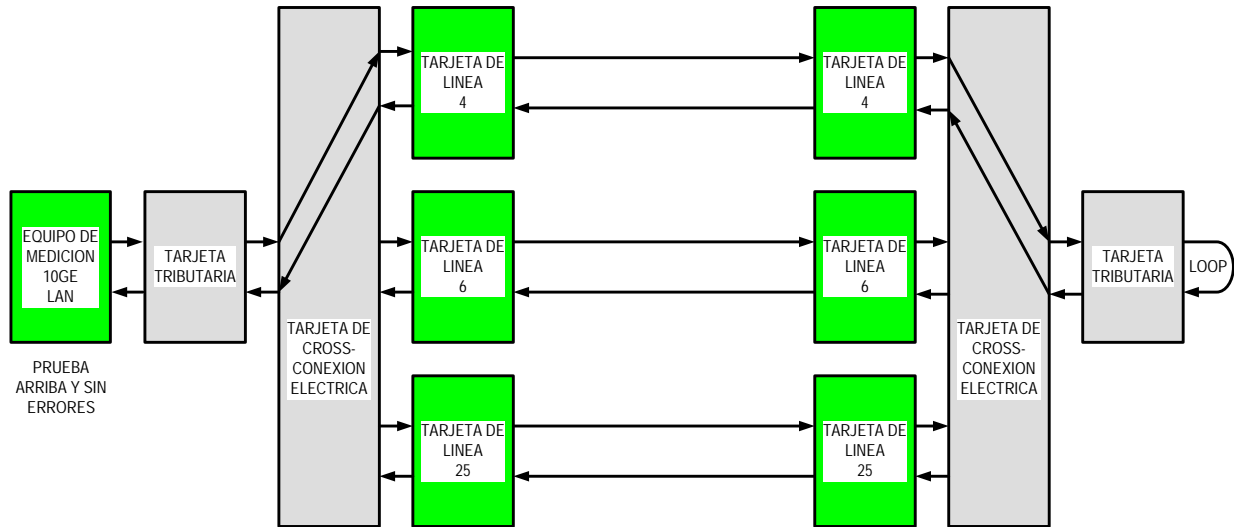 TARJETA DE
LINEA
4
TARJETA DE
LINEA
4
EQUIPO DE
MEDICION
10GE
LAN
TARJETA
TRIBUTARIA
TARJETA DE
LINEA
6
TARJETA DE
LINEA
6
TARJETA
TRIBUTARIA
LOOP
TARJETA DE
CROSS-
CONEXION
ELECTRICA
TARJETA DE
CROSS-
CONEXION
ELECTRICA
PRUEBA
ARRIBA Y SIN
ERRORES
TARJETA DE
LINEA
25
TARJETA DE
LINEA
25